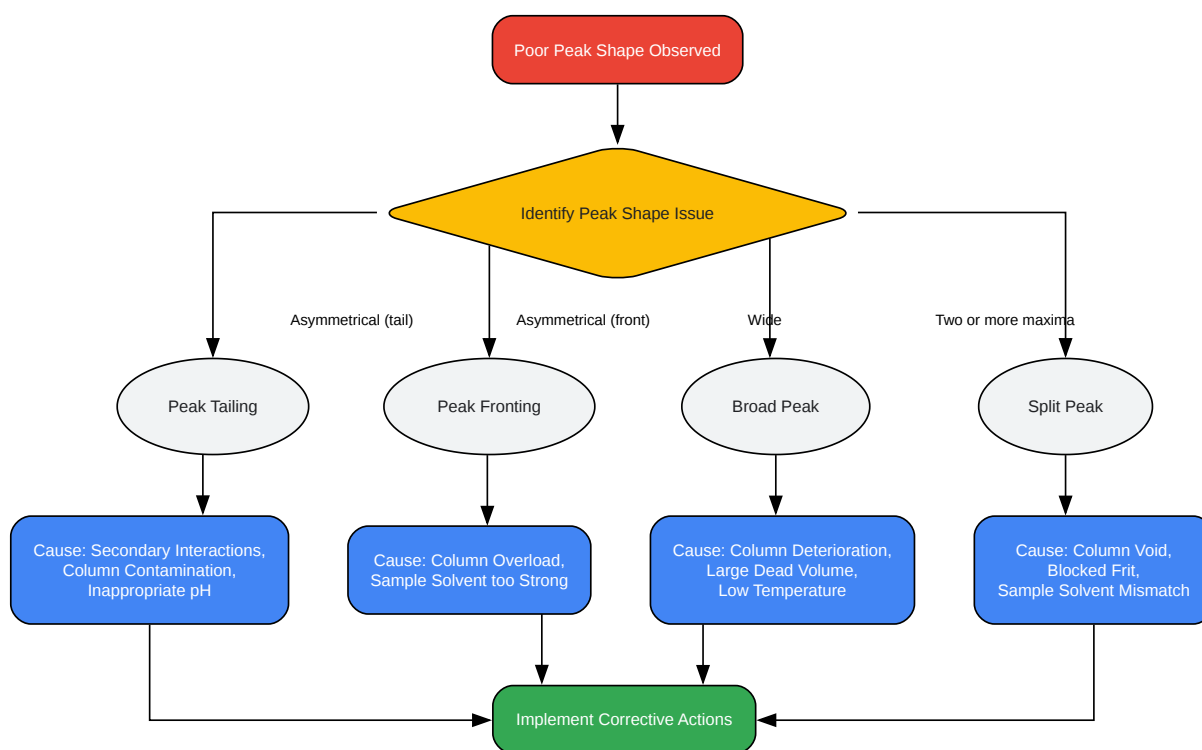 Poor Peak Shape Observed
Identify Peak Shape Issue
Asymmetrical (tail)
Asymmetrical (front)
Wide
Two or more maxima
Peak Tailing
Peak Fronting
Broad Peak
Split Peak
Cause: Secondary Interactions,
Column Contamination,
Inappropriate pH
Cause: Column Overload,
Sample Solvent too Strong
Cause: Column Deterioration,
Large Dead Volume,
Low Temperature
Cause: Column Void,
Blocked Frit,
Sample Solvent Mismatch
Implement Corrective Actions